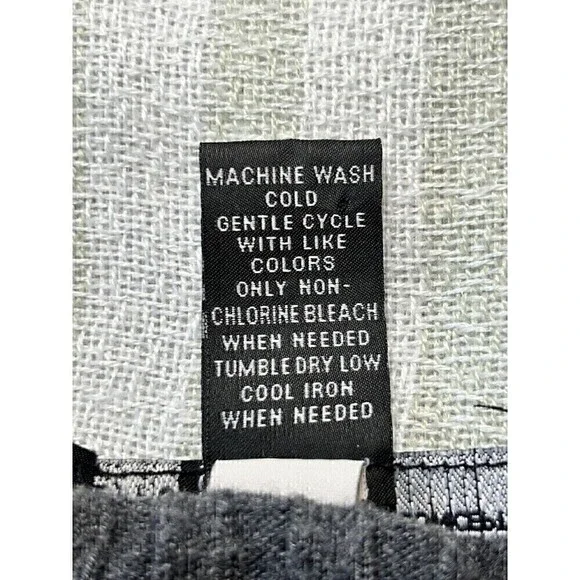 MACHINE WASH
COLD
GENTLE CYCLE
WITH LIKE
COLORS
ONLY NON-
CHLORINE BLEACH
WHEN NEEDED
TUMBLE DRY LOW
COOL IRON
WHEN NEEDED